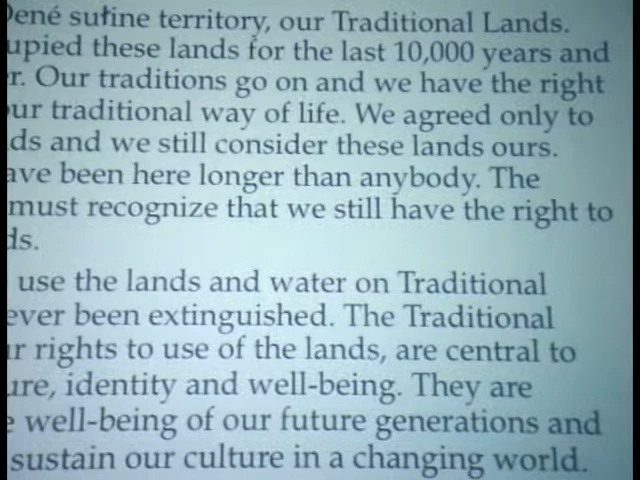 Dené sułine territory, our Traditional Lands.
upied these lands for the last 10,000 years and
r. Our traditions go on and we have the right
ur traditional way of life. We agreed only to
ds and we still consider these lands ours.
ave been here longer than anybody. The
must recognize that we still have the right to
ds.
use the lands and water on Traditional
ever been extinguished. The Traditional
ur rights to use of the lands, are central to
ure, identity and well-being. They are
e well-being of our future generations and
sustain our culture in a changing world.